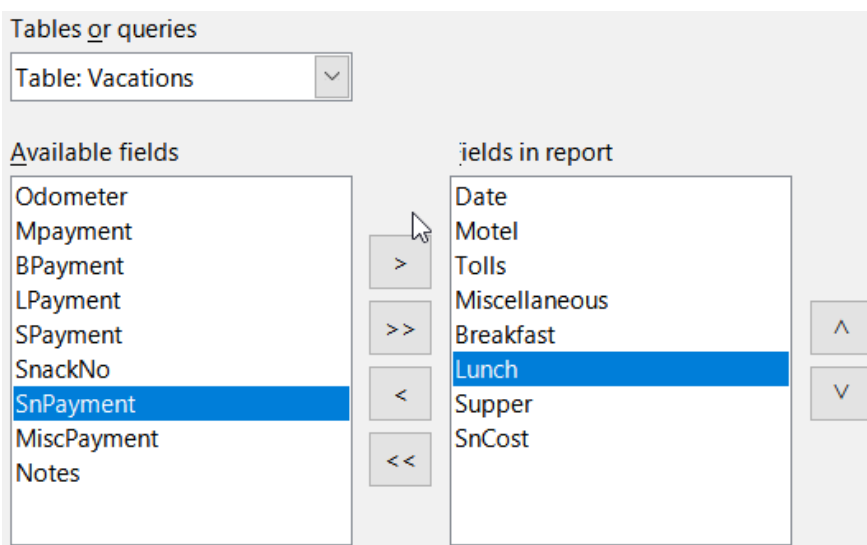 Tables or queries
Table: Vacations
Available fields
Odometer
Mpayment
BPayment
LPayment
SPayment
SnackNo
SnPayment
MiscPayment
Notes
>
>>
<
<<
ields in report
Date
Motel
Tolls
Miscellaneous
Breakfast
Lunch
Supper
SnCost